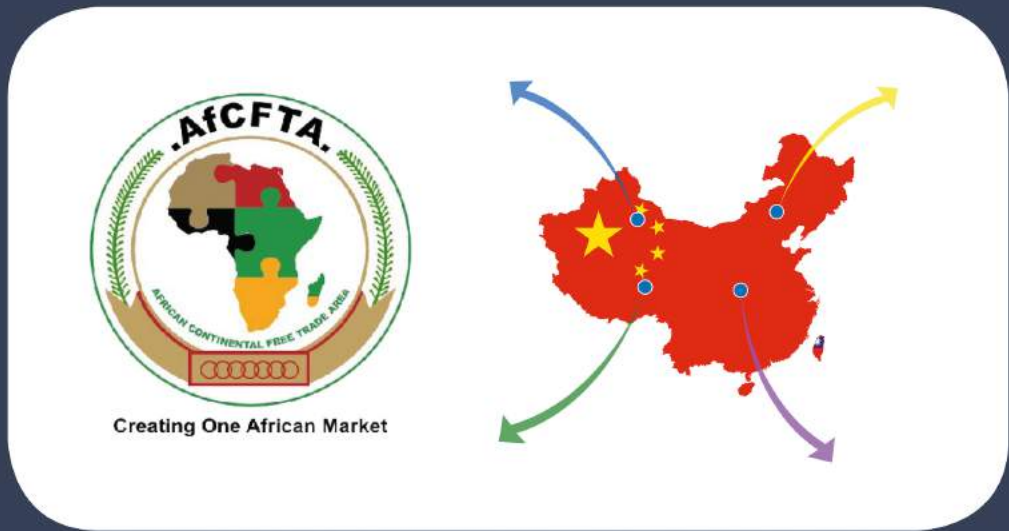 .AfCFTA.
AFRICAN CONTINENTAL FREE TRADE AREA
Creating One African Market